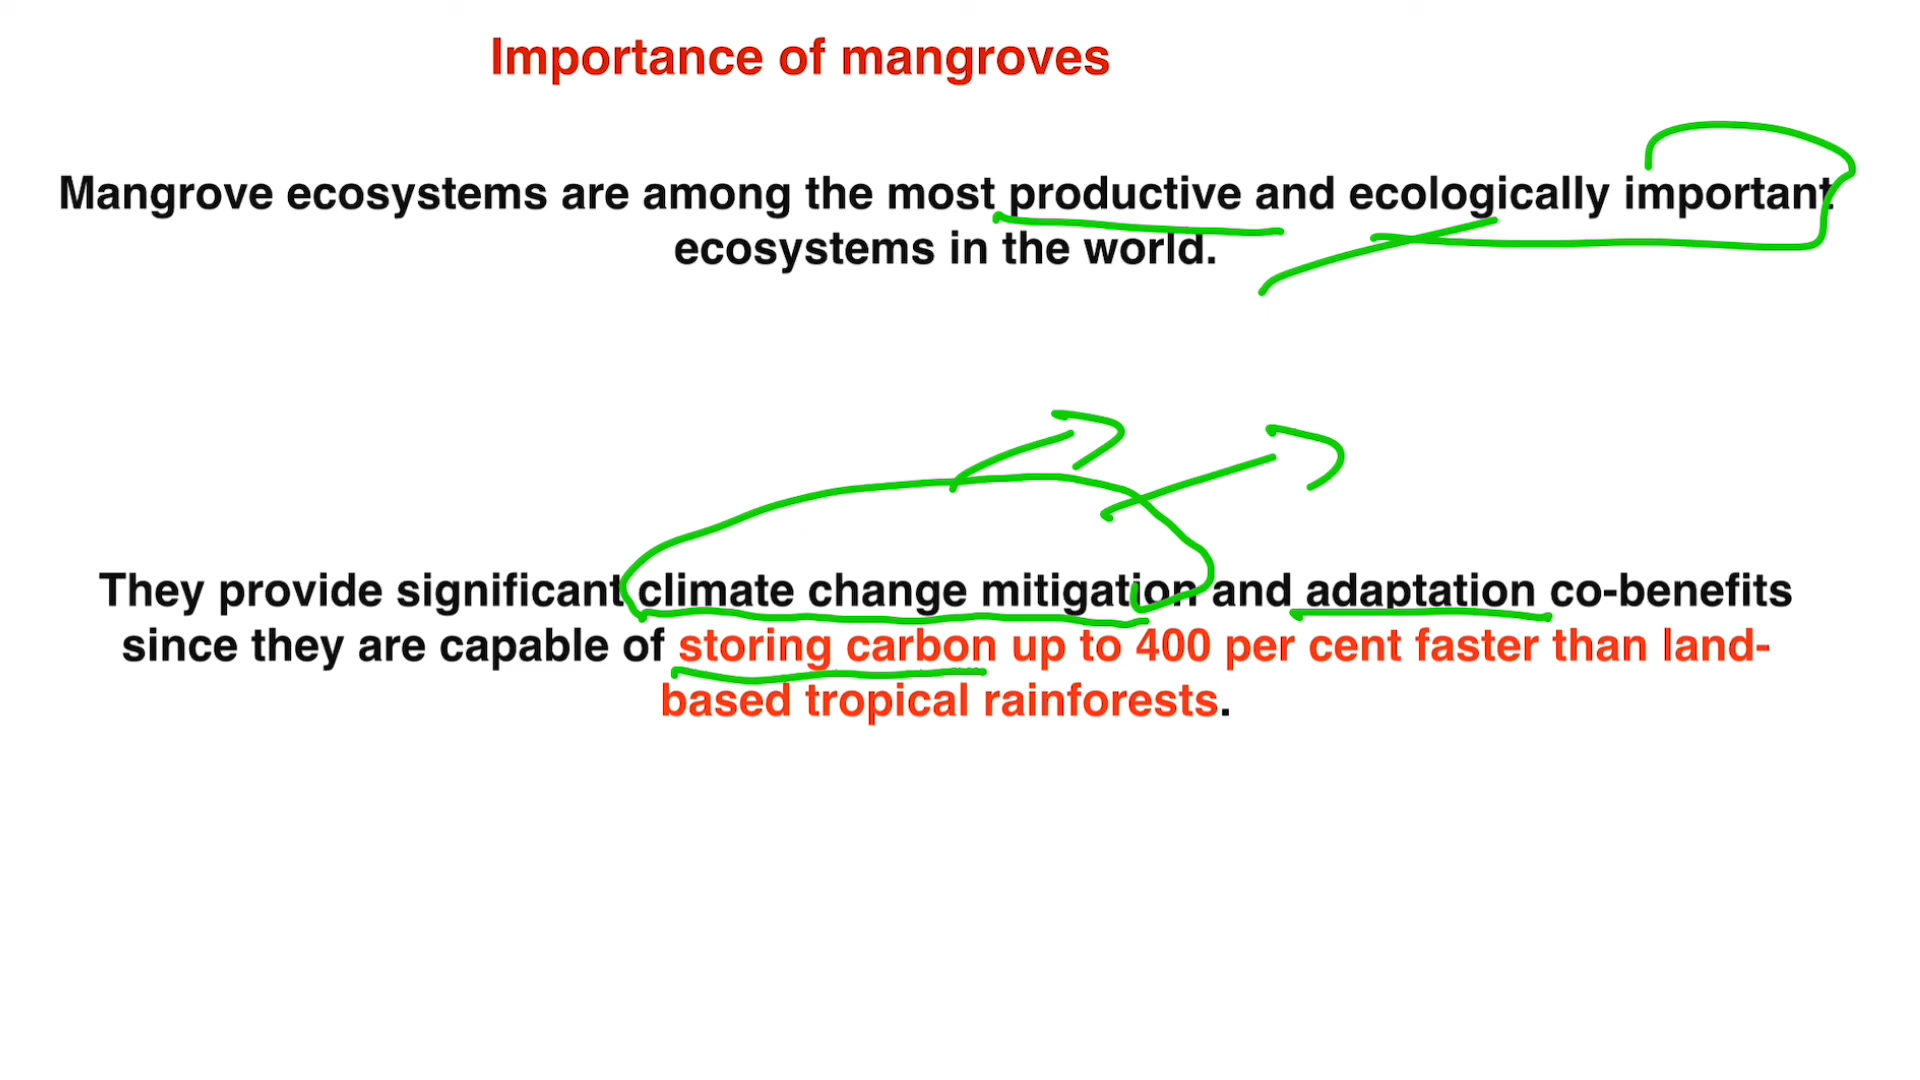 Importance of mangroves
Mangrove ecosystems are among the most productive and ecologically important
ecosystems in the world.
They provide significant climate change mitigation and adaptation co-benefits
since they are capable of storing carbon up to 400 per cent faster than land-
based tropical rainforests.